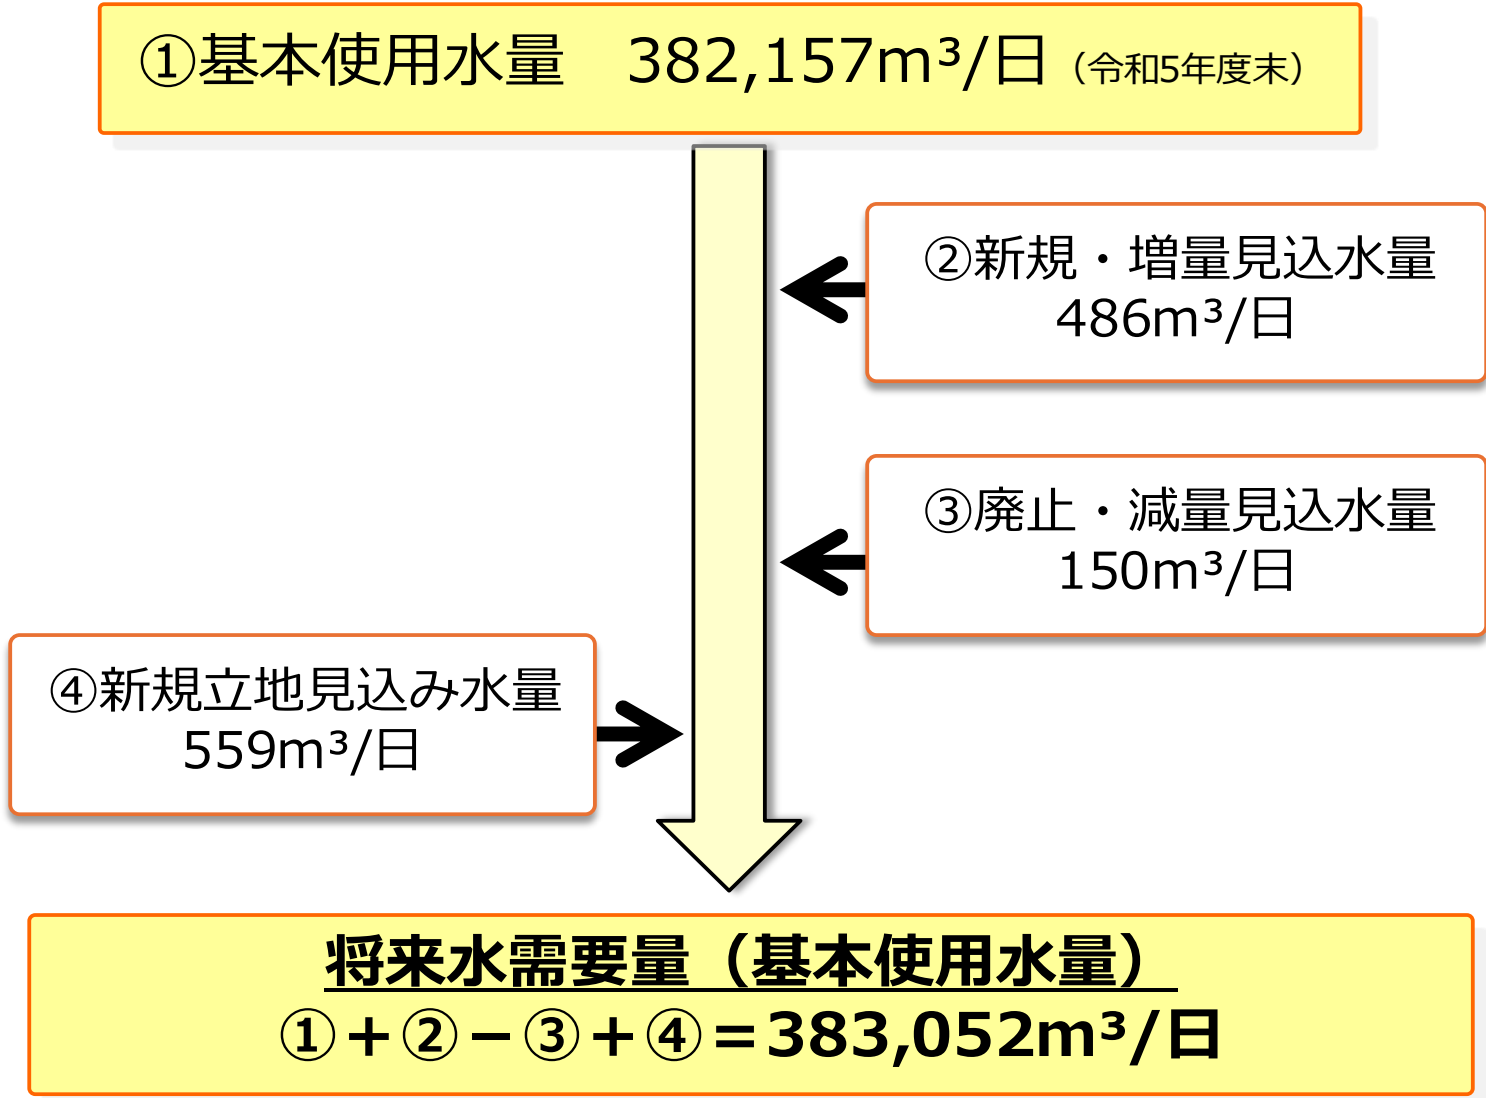 ①基本使用水量　382,157m³/日（令和5年度末）
②新規・増量見込水量
486m³/日
③廃止・減量見込水量
150m³/日
④新規立地見込み水量
559m³/日
将来水需要量（基本使用水量）
①＋②－③＋④＝383,052m³/日